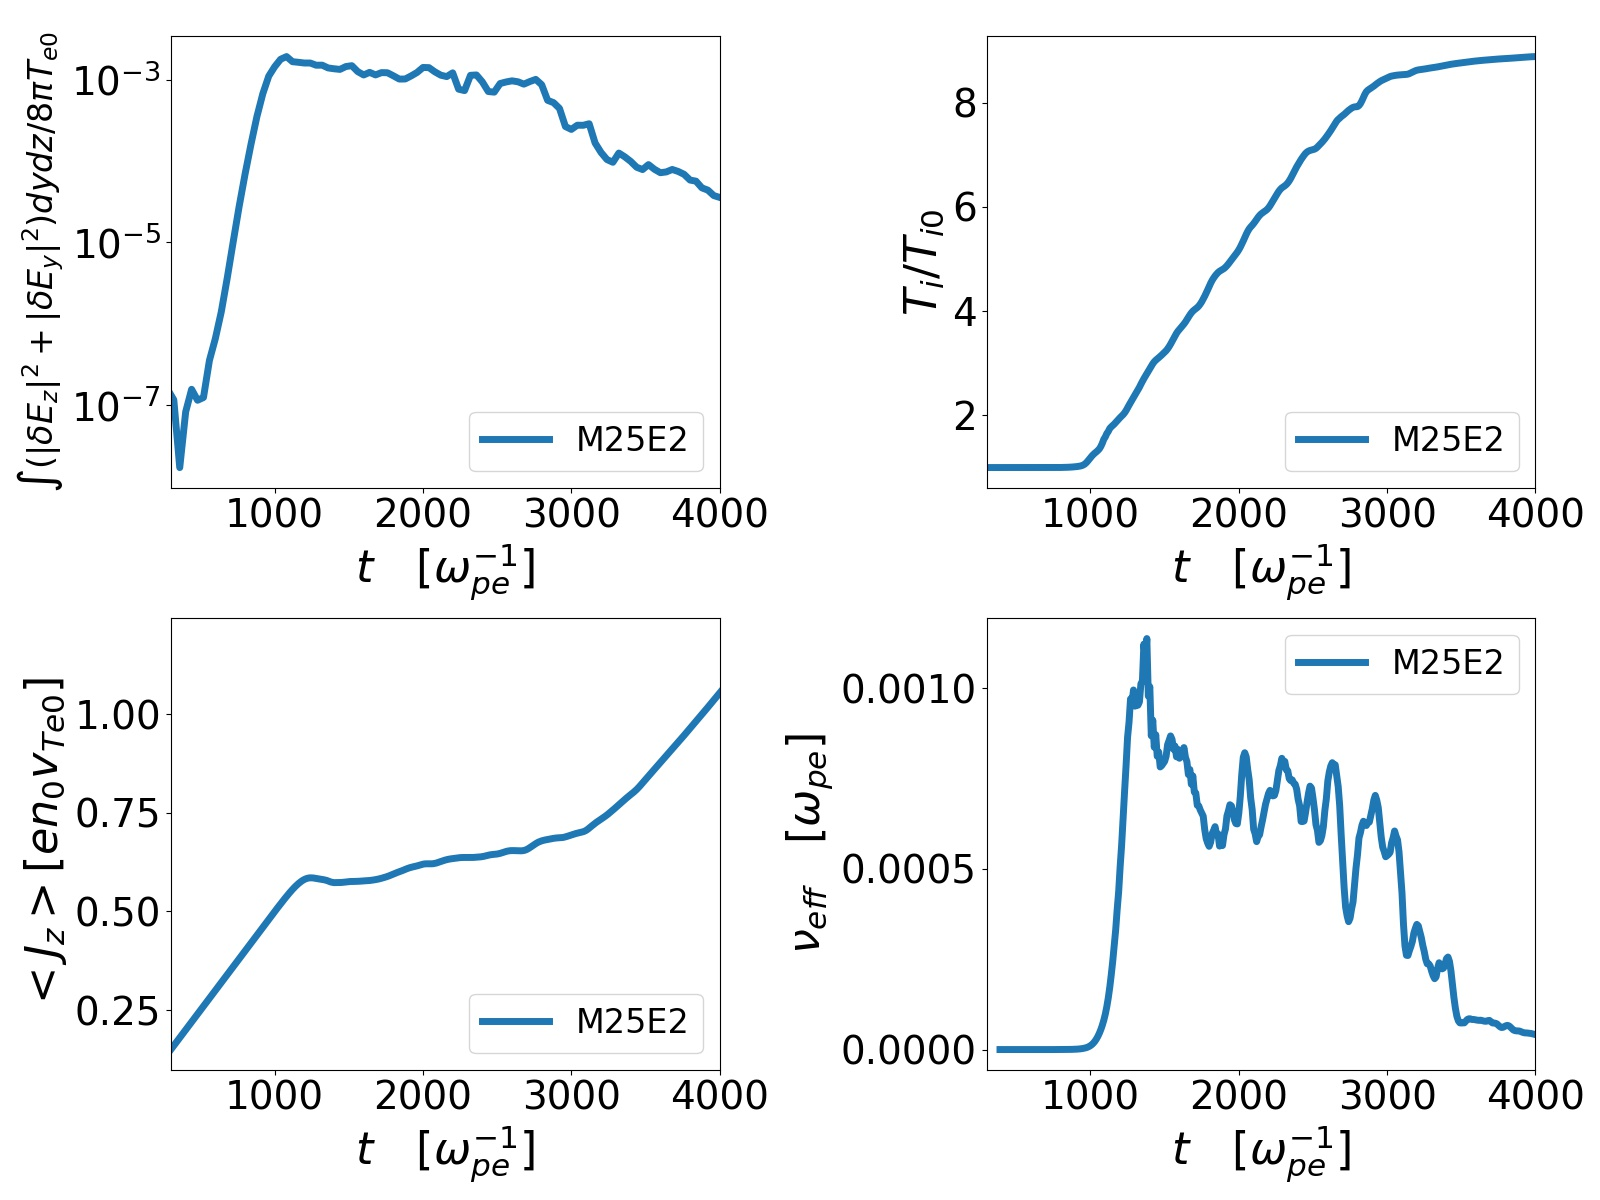 ∫(|δE_z|^2 + |δE_y|^2)dydz/8πT_e0
10^−3
10^−5
10^−7
M25E2
1000 2000 3000 4000
t [ω_pe^−1]
T_i/T_i0
8
6
4
2
M25E2
1000 2000 3000 4000
t [ω_pe^−1]
< J_z > [en_0v_Te0]
1.00
0.75
0.50
0.25
M25E2
1000 2000 3000 4000
t [ω_pe^−1]
ν_eff [ω_pe]
0.0010
0.0005
0.0000
M25E2
1000 2000 3000 4000
t [ω_pe^−1]